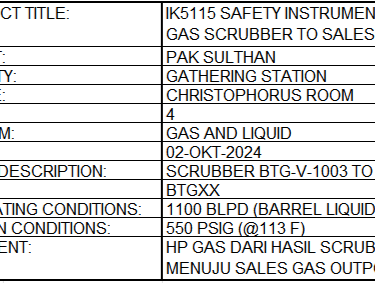 CT TITLE: IK5115 SAFETY INSTRUMEN
GAS SCRUBBER TO SALES
T: PAK SULTHAN
TY: GATHERING STATION
E: CHRISTOPHORUS ROOM
4
M: GAS AND LIQUID
02-OKT-2024
DESCRIPTION: SCRUBBER BTG-V-1003 TO
BTGXX
ATING CONDITIONS: 1100 BLPD (BARREL LIQUID
N CONDITIONS: 550 PSIG (@113 F)
ENT: HP GAS DARI HASIL SCRUB
MENUJU SALES GAS OUTPO